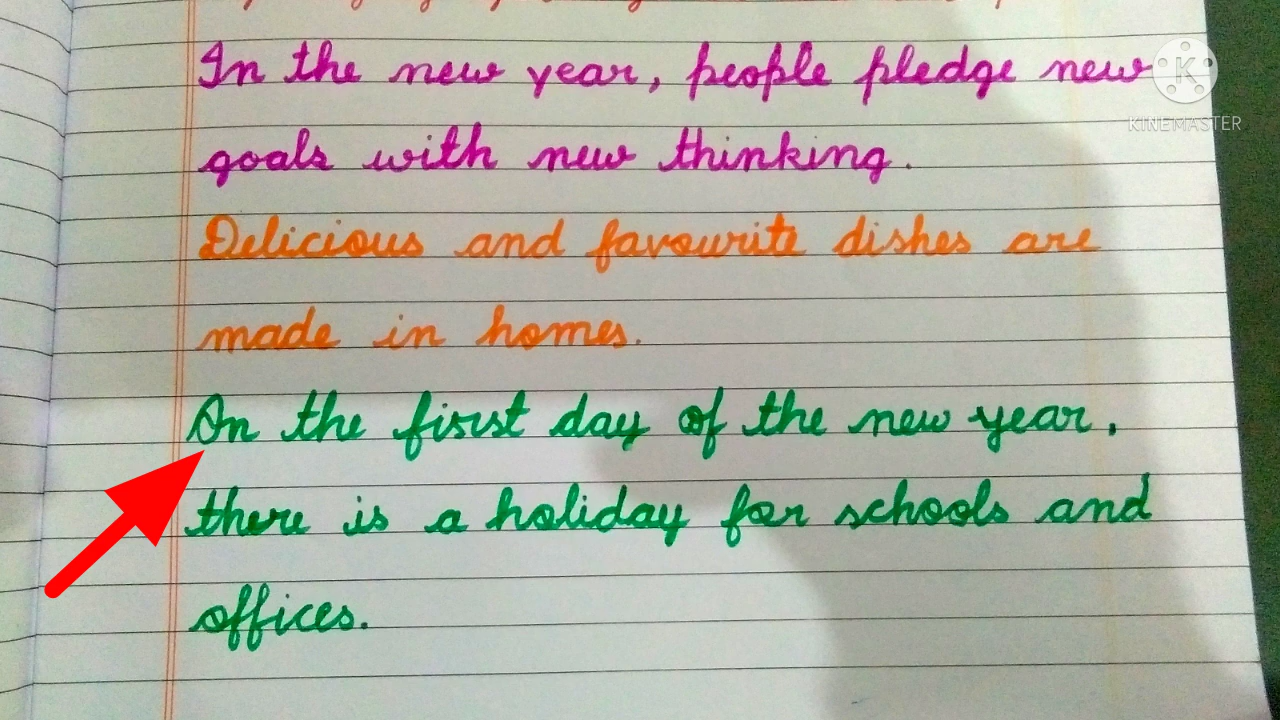 In the new year, people pledge new
KINEMASTER
goals with new thinking.
Delicious and favourite dishes are
made in homes.
On the first day of the new year,
there is a holiday for schools and
offices.